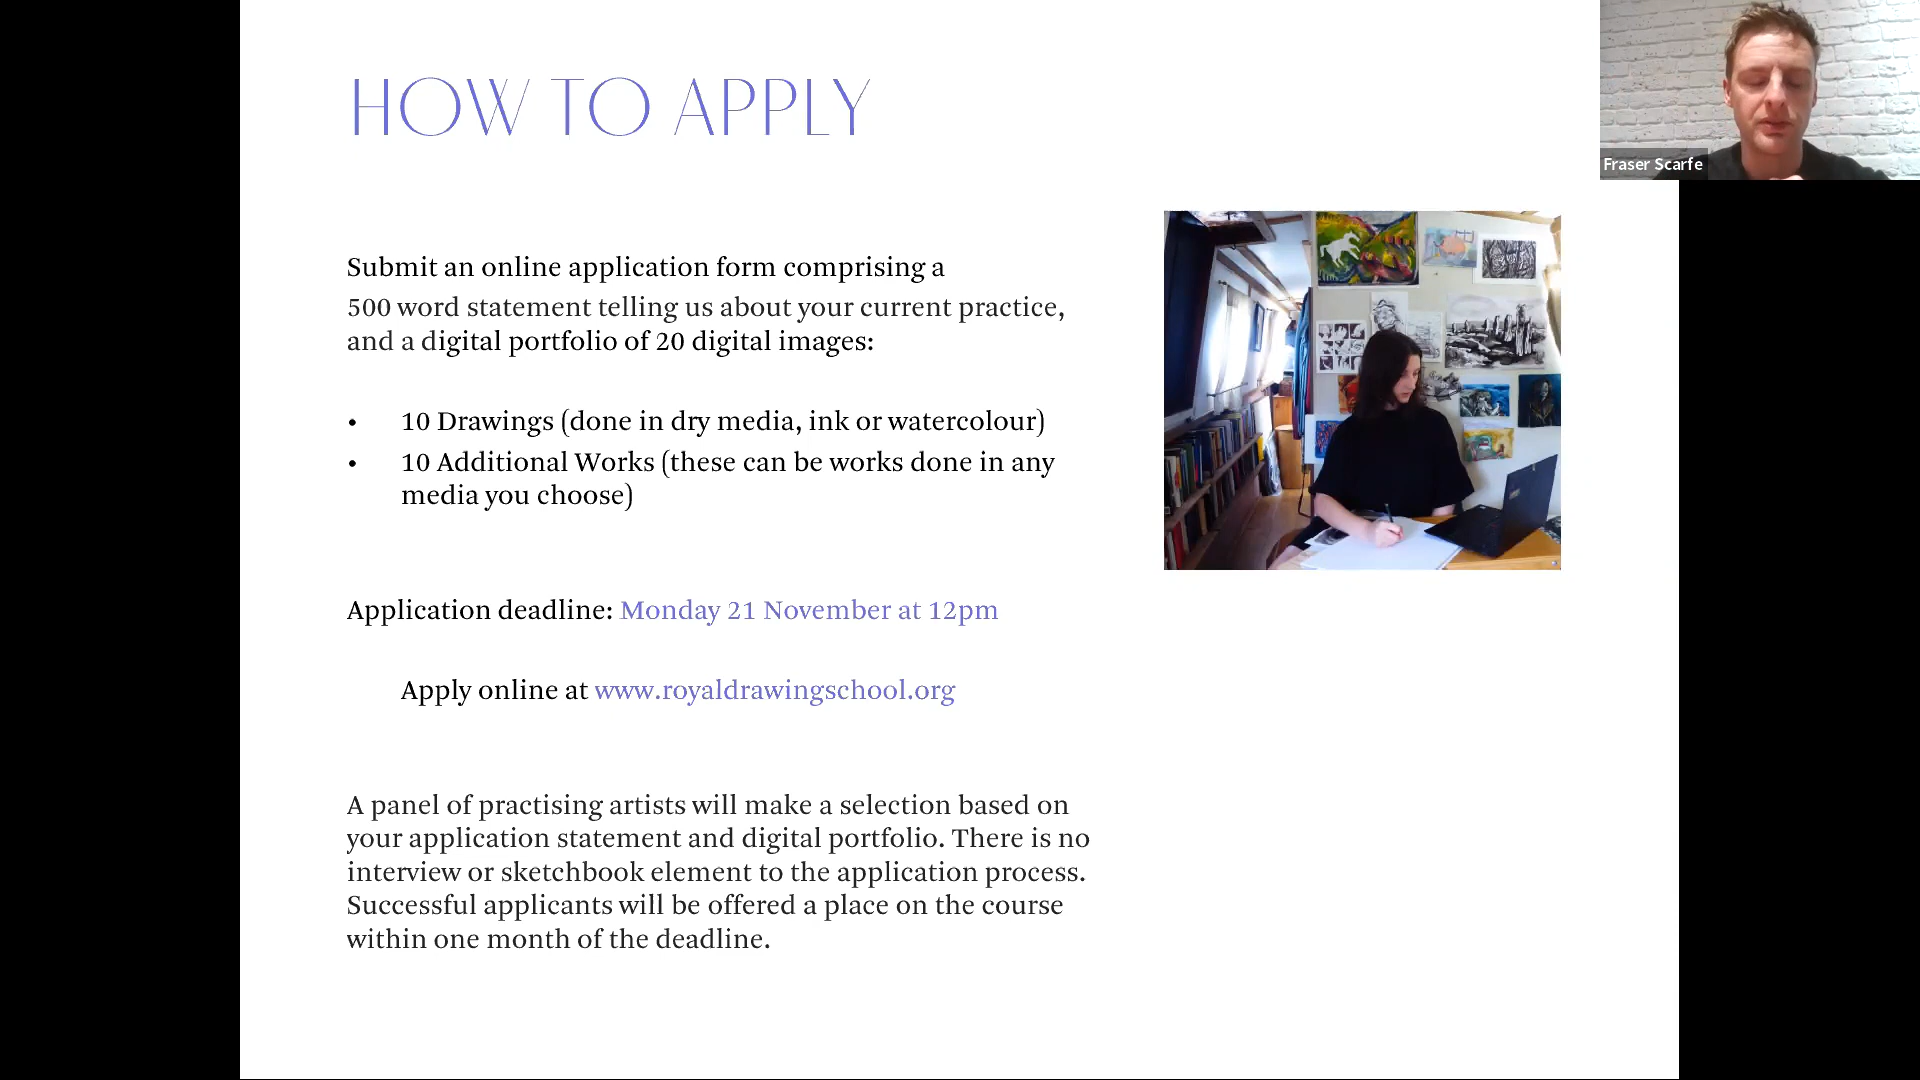 HOW TO APPLY
Fraser Scarfe
Submit an online application form comprising a
500 word statement telling us about your current practice,
and a digital portfolio of 20 digital images:
• 10 Drawings (done in dry media, ink or watercolour)
• 10 Additional Works (these can be works done in any
media you choose)
Application deadline: Monday 21 November at 12pm
Apply online at www.royaldrawingschool.org
A panel of practising artists will make a selection based on
your application statement and digital portfolio. There is no
interview or sketchbook element to the application process.
Successful applicants will be offered a place on the course
within one month of the deadline.